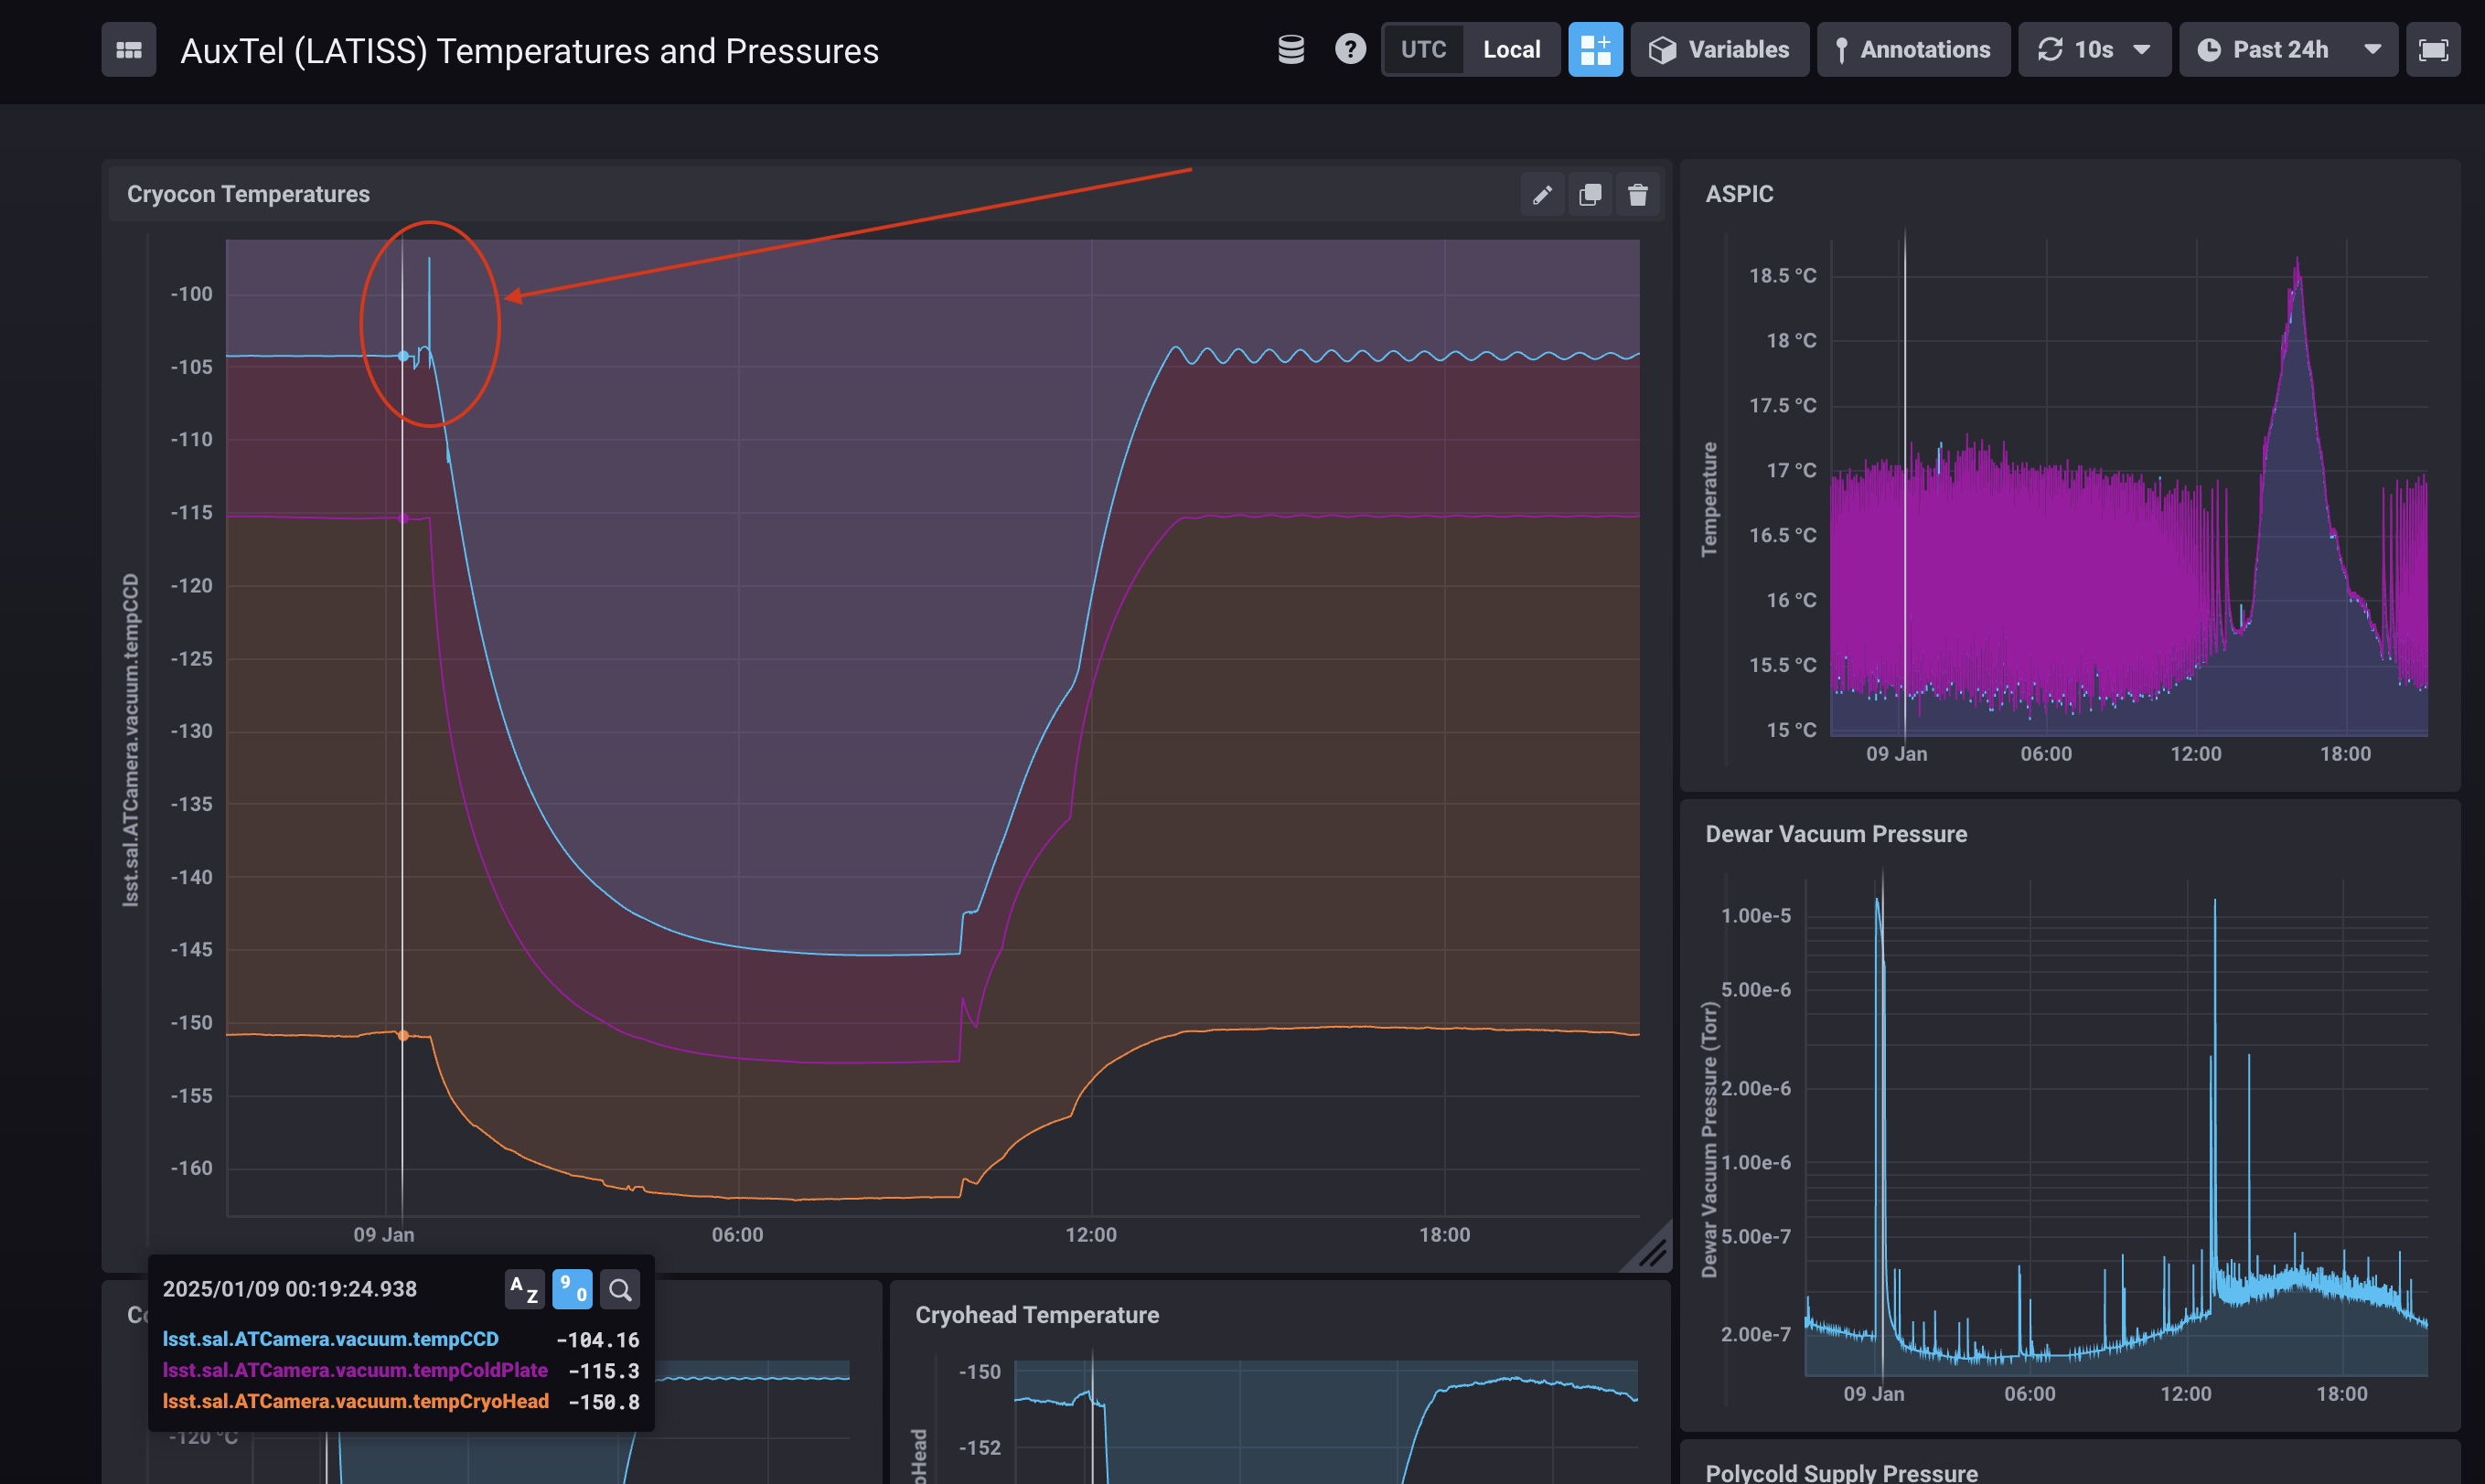 AuxTel (LATISS) Temperatures and Pressures
UTC Local Variables Annotations 10s Past 24h
Cryocon Temperatures
lsst.sal.ATCamera.vacuum.tempCCD
-100
-105
-110
-115
-120
-125
-130
-135
-140
-145
-150
-155
-160
09 Jan 06:00 12:00 18:00
2025/01/09 00:19:24.938
A Z 9 0
lsst.sal.ATCamera.vacuum.tempCCD -104.16
lsst.sal.ATCamera.vacuum.tempColdPlate -115.3
lsst.sal.ATCamera.vacuum.tempCryoHead -150.8
-120 °C
Cryohead Temperature
-150
-152
ASPIC
Temperature
18.5 °C
18 °C
17.5 °C
17 °C
16.5 °C
16 °C
15.5 °C
15 °C
09 Jan 06:00 12:00 18:00
Dewar Vacuum Pressure
Dewar Vacuum Pressure (Torr)
1.00e-5
5.00e-6
2.00e-6
1.00e-6
5.00e-7
2.00e-7
09 Jan 06:00 12:00 18:00
Polycold Supply Pressure